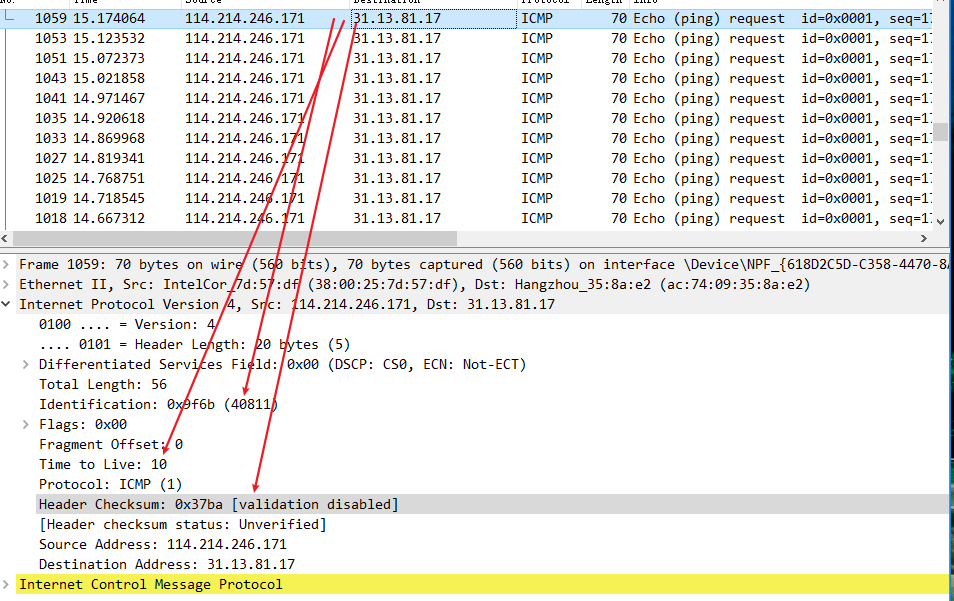 No. Time Source Destination Protocol Length Info
1059 15.174064 114.214.246.171 31.13.81.17 ICMP 70 Echo (ping) request id=0x0001, seq=17
1053 15.123532 114.214.246.171 31.13.81.17 ICMP 70 Echo (ping) request id=0x0001, seq=17
1051 15.072373 114.214.246.171 31.13.81.17 ICMP 70 Echo (ping) request id=0x0001, seq=17
1043 15.021858 114.214.246.171 31.13.81.17 ICMP 70 Echo (ping) request id=0x0001, seq=17
1041 14.971467 114.214.246.171 31.13.81.17 ICMP 70 Echo (ping) request id=0x0001, seq=17
1035 14.920618 114.214.246.171 31.13.81.17 ICMP 70 Echo (ping) request id=0x0001, seq=17
1033 14.869968 114.214.246.171 31.13.81.17 ICMP 70 Echo (ping) request id=0x0001, seq=17
1027 14.819341 114.214.246.171 31.13.81.17 ICMP 70 Echo (ping) request id=0x0001, seq=17
1025 14.768751 114.214.246.171 31.13.81.17 ICMP 70 Echo (ping) request id=0x0001, seq=17
1019 14.718545 114.214.246.171 31.13.81.17 ICMP 70 Echo (ping) request id=0x0001, seq=17
1018 14.667312 114.214.246.171 31.13.81.17 ICMP 70 Echo (ping) request id=0x0001, seq=17
Frame 1059: 70 bytes on wire (560 bits), 70 bytes captured (560 bits) on interface \Device\NPF_{618D2C5D-C358-4470-8A
Ethernet II, Src: IntelCor_7d:57:df (38:00:25:7d:57:df), Dst: Hangzhou_35:8a:e2 (ac:74:09:35:8a:e2)
Internet Protocol Version 4, Src: 114.214.246.171, Dst: 31.13.81.17
0100 .... = Version: 4
.... 0101 = Header Length: 20 bytes (5)
Differentiated Services Field: 0x00 (DSCP: CS0, ECN: Not-ECT)
Total Length: 56
Identification: 0x9f6b (40811)
Flags: 0x00
Fragment Offset: 0
Time to Live: 10
Protocol: ICMP (1)
Header Checksum: 0x37ba [validation disabled]
[Header checksum status: Unverified]
Source Address: 114.214.246.171
Destination Address: 31.13.81.17
Internet Control Message Protocol